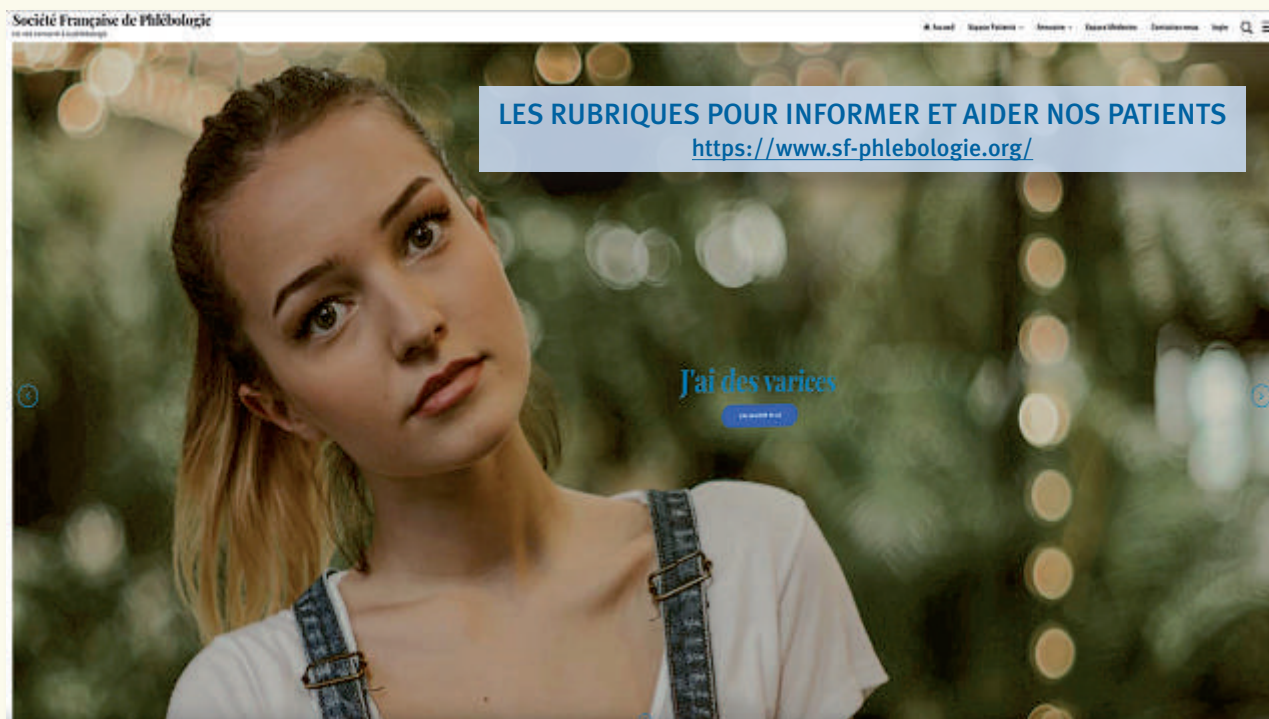 Société Française de Phlébologie
Accueil Espace Patients Annuaire Espace Médecins Contactez-nous login
LES RUBRIQUES POUR INFORMER ET AIDER NOS PATIENTS
https://www.sf-phlebologie.org/
J'ai des varices